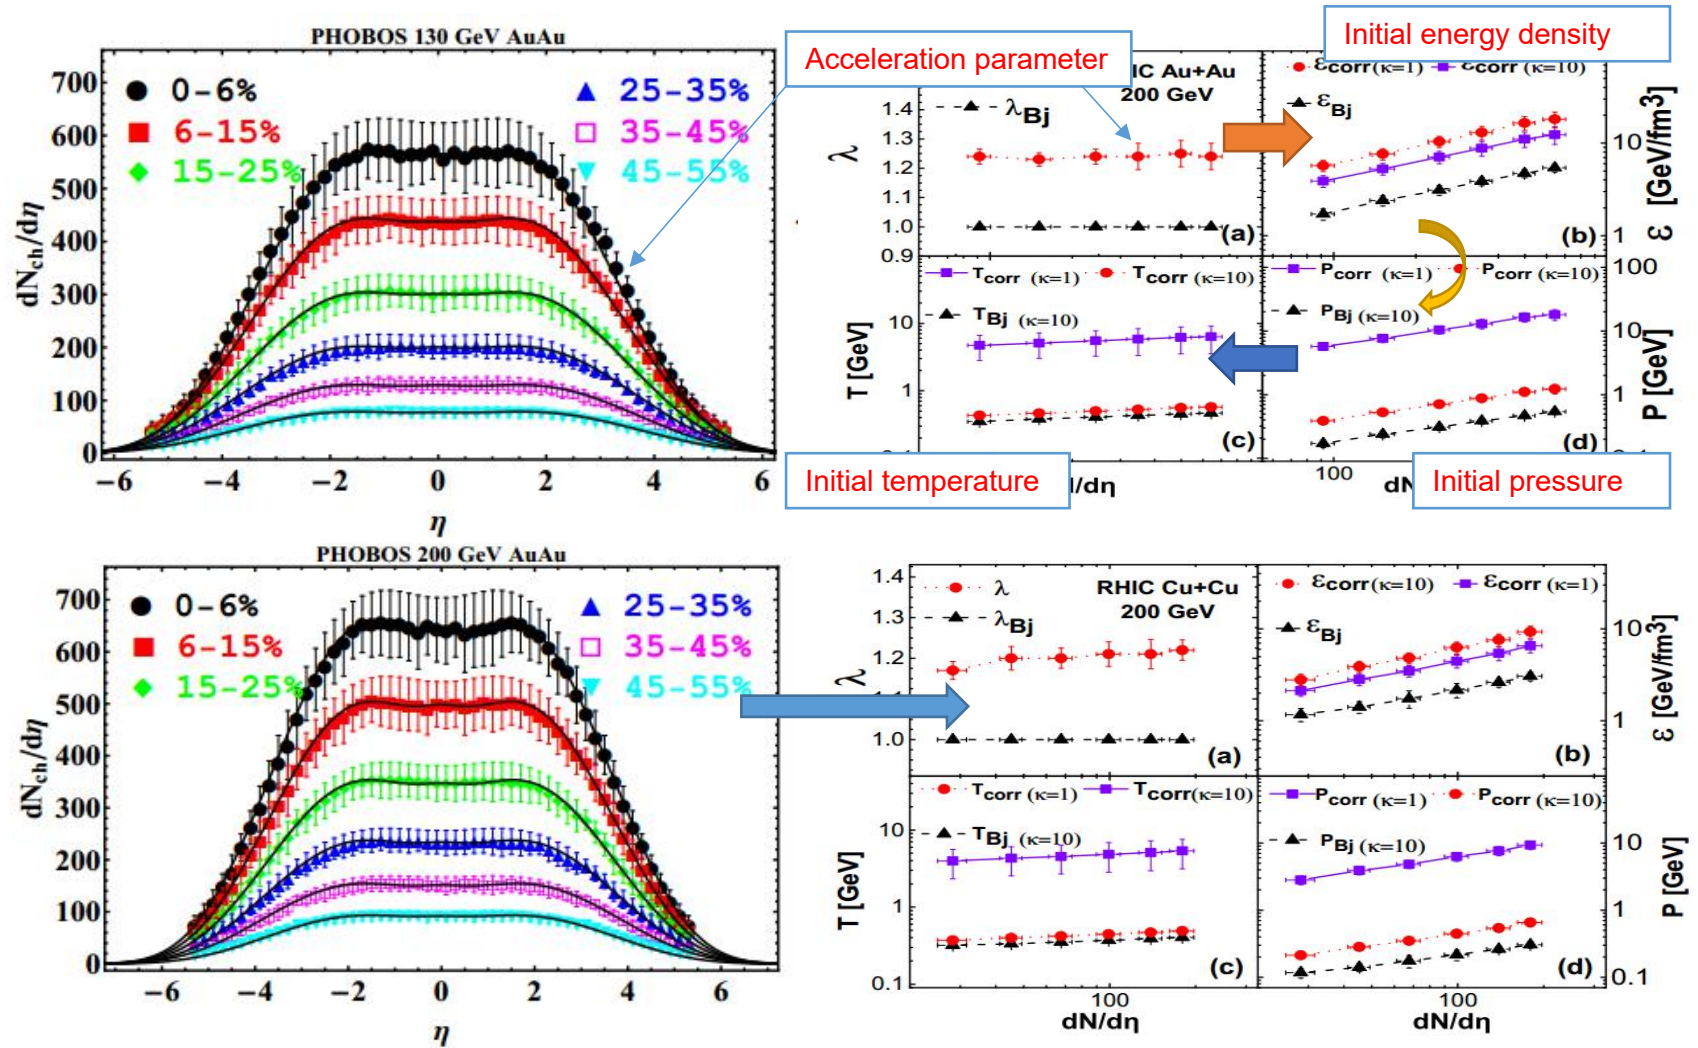 PHOBOS 130 GeV AuAu
0-6%
6-15%
15-25%
25-35%
35-45%
45-55%
700
600
500
400
300
200
100
0
dNch/dη
−6 −4 −2 0 2 4 6
η
Acceleration parameter
Initial energy density
Initial temperature
Initial pressure
Au+Au
200 GeV
λBj
1.4
1.3
1.2
1.1
1.0
0.9
λ
(a)
εcorr(κ=1) εcorr(κ=10)
εBj
10
1
ε [GeV/fm3]
(b)
Tcorr (κ=1) Tcorr (κ=10)
TBj (κ=10)
10
1
T [GeV]
(c)
/dη
Pcorr (κ=1) Pcorr (κ=10)
PBj (κ=10)
100
10
1
P [GeV]
(d)
100
PHOBOS 200 GeV AuAu
0-6%
6-15%
15-25%
25-35%
35-45%
45-55%
700
600
500
400
300
200
100
0
dNch/dη
−6 −4 −2 0 2 4 6
η
RHIC Cu+Cu
200 GeV
λ
λBj
1.4
1.3
1.2
1.0
λ
(a)
εcorr(κ=10) εcorr(κ=1)
εBj
10
1
ε [GeV/fm3]
(b)
Tcorr (κ=1) Tcorr(κ=10)
TBj (κ=10)
10
1
0.1
T [GeV]
(c)
100
dN/dη
Pcorr (κ=1) Pcorr (κ=10)
PBj (κ=10)
10
1
0.1
P [GeV]
(d)
100
dN/dη